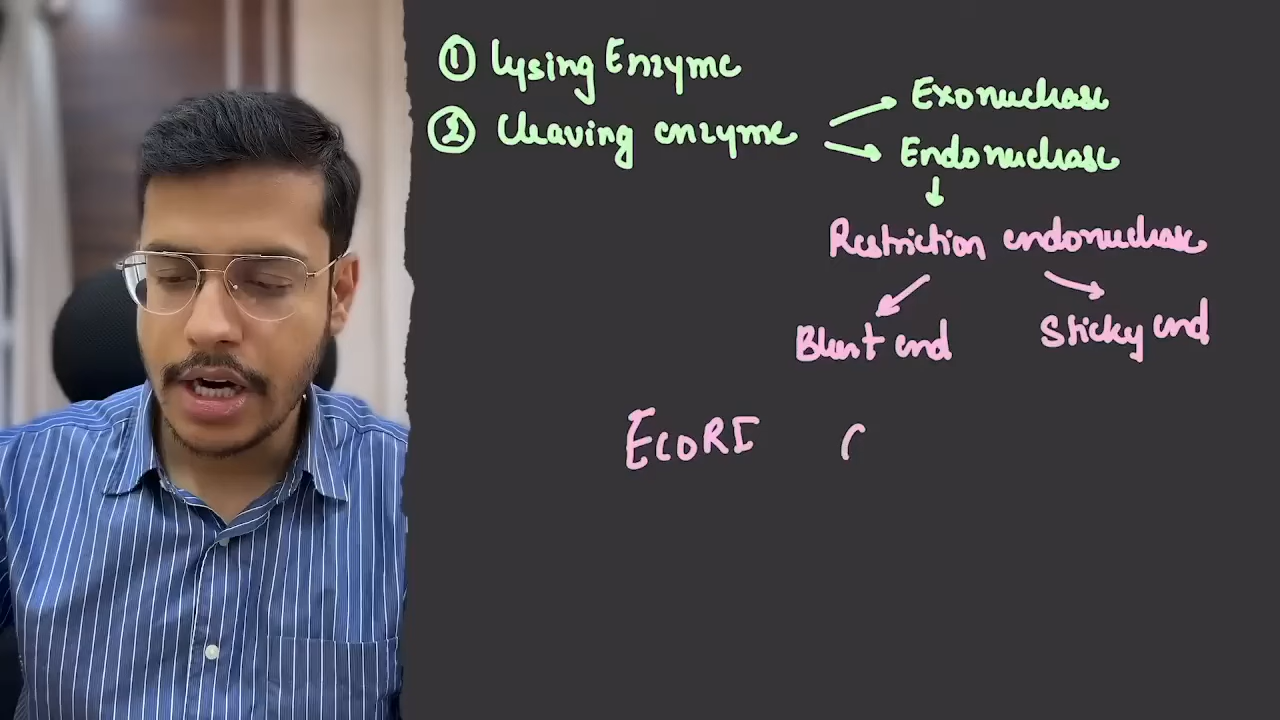 ① Lysing Enzyme
② Cleaving enzyme
Exonuclease
Endonuclease
Restriction endonuclease
Blunt end
Sticky end
EcoRI (